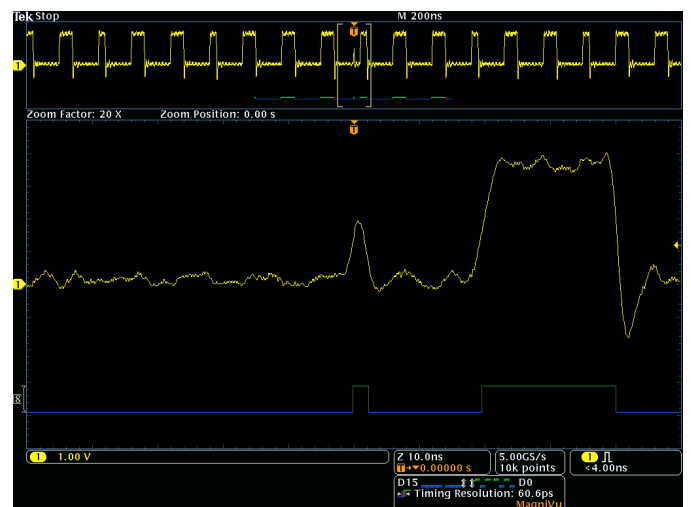 Tek Stop
M 200ns
T
1
Zoom Factor: 20 X
Zoom Position: 0.00 s
T
1
1 1.00 V
Z 10.0ns
T→▼0.00000 s
5.00GS/s
10k points
1
<4.00ns
D15 D0
Timing Resolution: 60.6ps
MagniVu